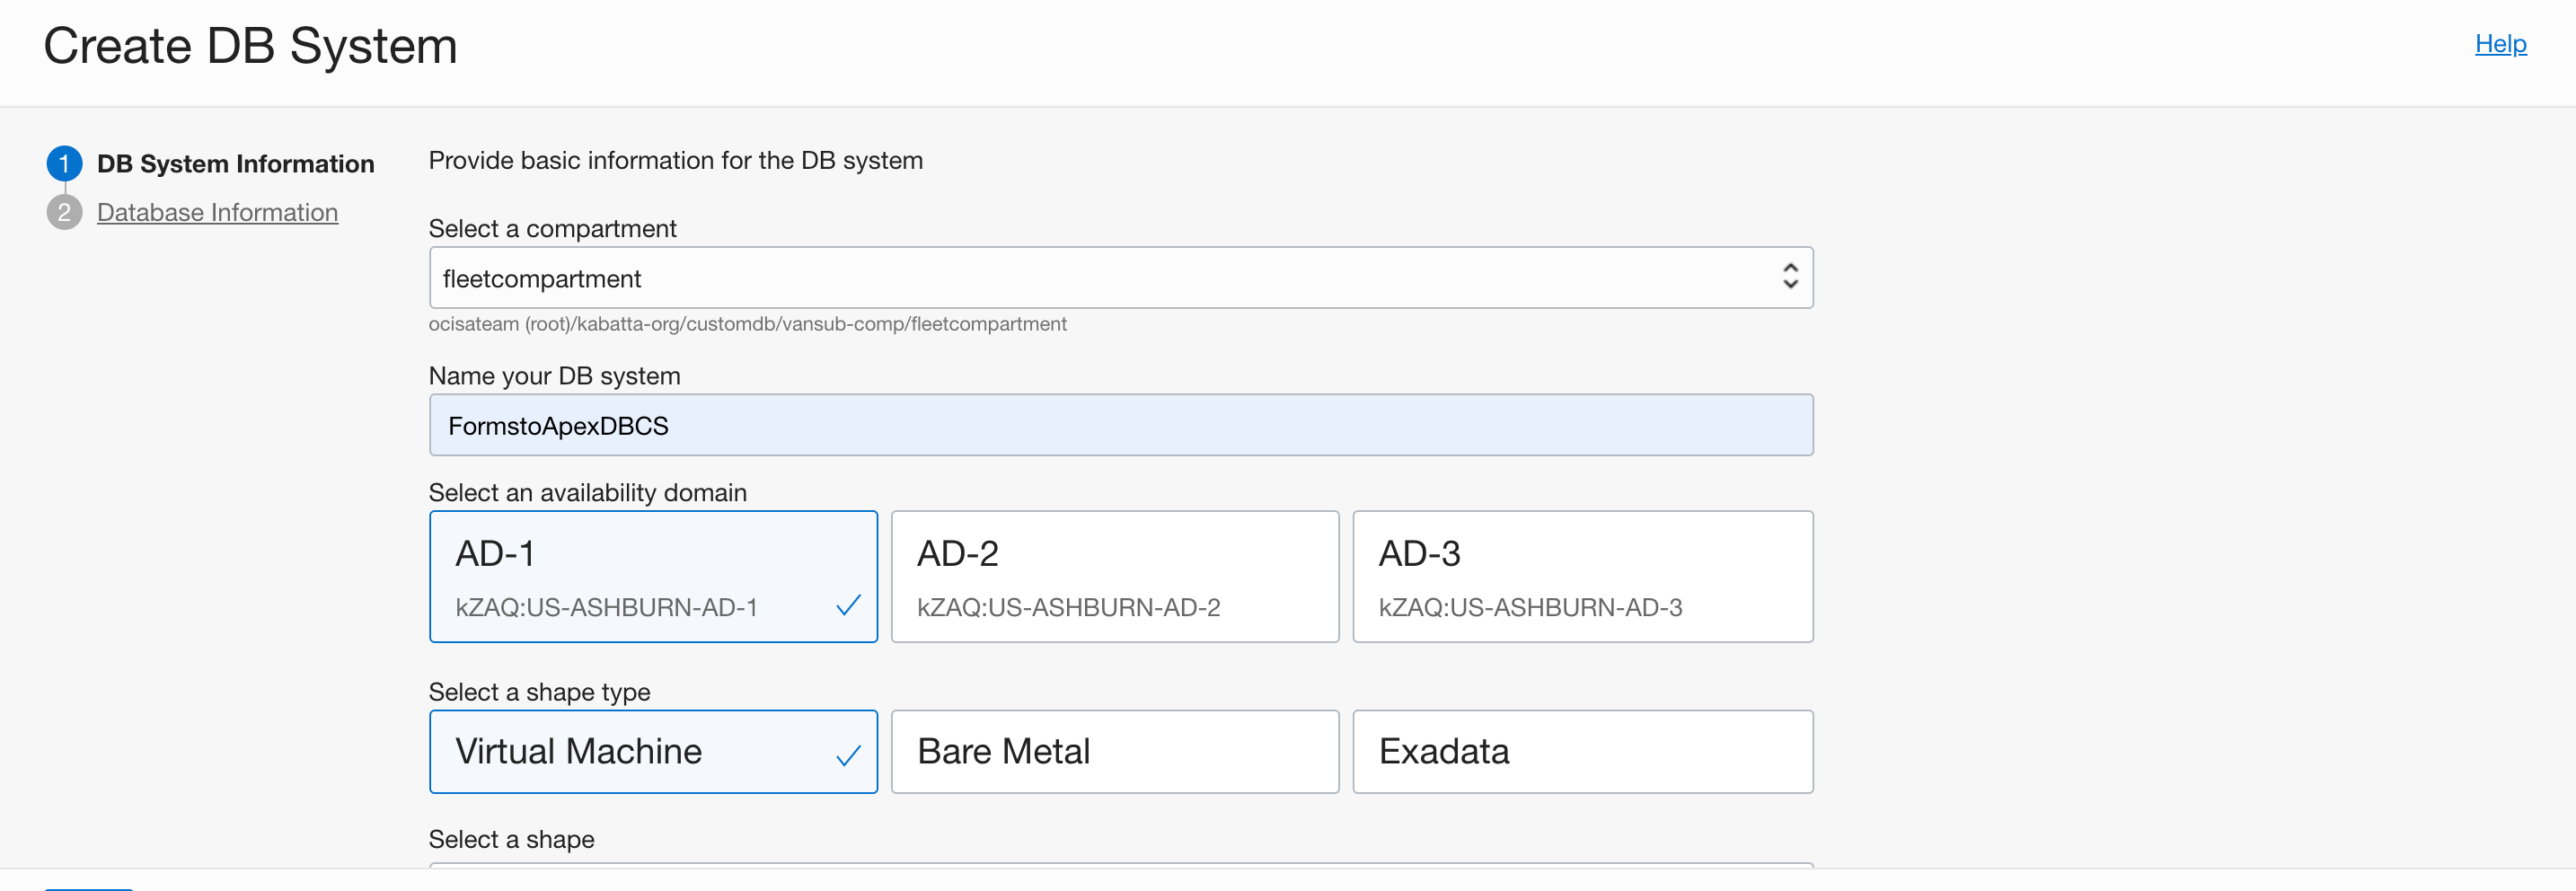 Create DB System
Help
1 DB System Information
2 Database Information
Provide basic information for the DB system
Select a compartment
fleetcompartment
ocisateam (root)/kabatta-org/customdb/vansub-comp/fleetcompartment
Name your DB system
FormstoApexDBCS
Select an availability domain
AD-1
kZAQ:US-ASHBURN-AD-1
AD-2
kZAQ:US-ASHBURN-AD-2
AD-3
kZAQ:US-ASHBURN-AD-3
Select a shape type
Virtual Machine
Bare Metal
Exadata
Select a shape